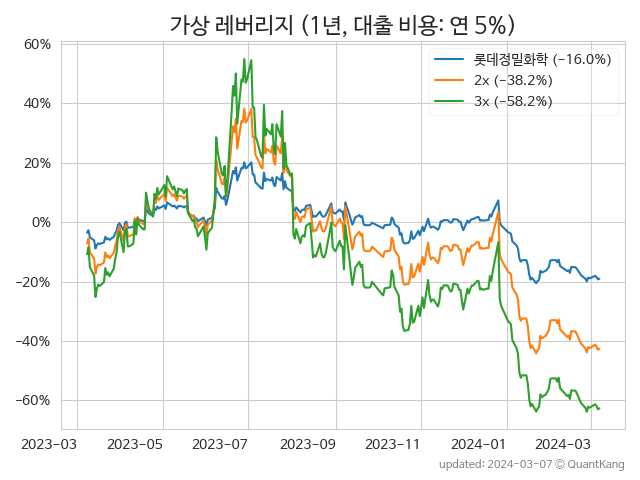 가상 레버리지 (1년, 대출 비용: 연 5%)
롯데정밀화학 (-16.0%)
2x (-38.2%)
3x (-58.2%)
60%
40%
20%
0%
-20%
-40%
-60%
2023-03 2023-05 2023-07 2023-09 2023-11 2024-01 2024-03
updated: 2024-03-07 © QuantKang